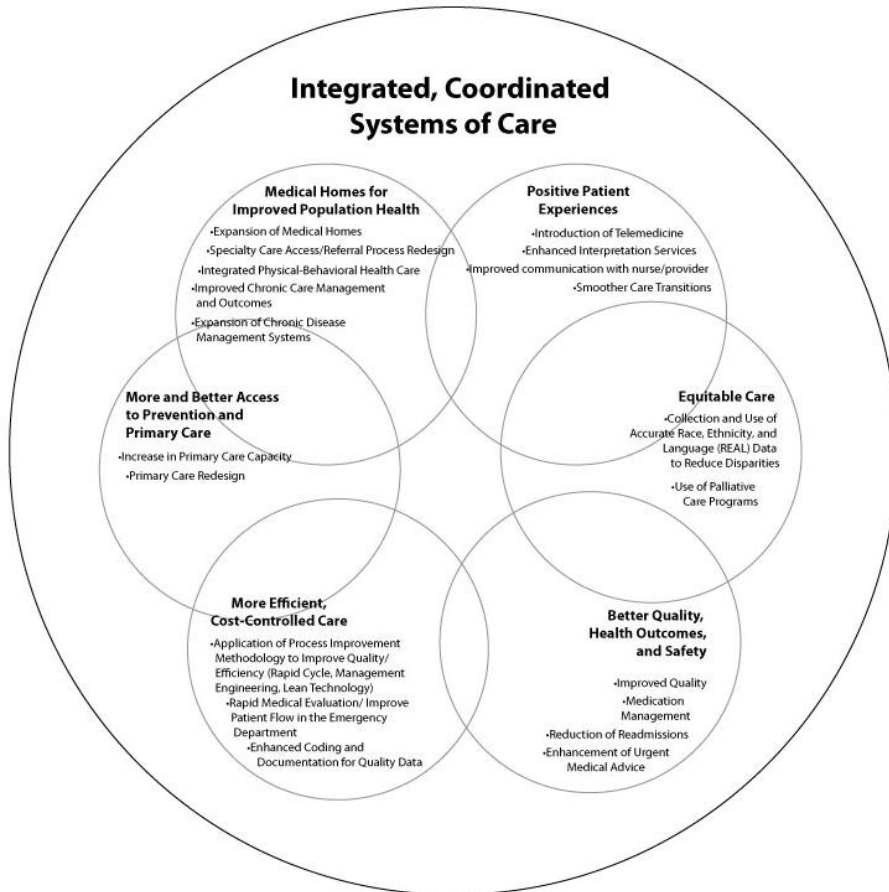 Integrated, Coordinated
Systems of Care
Medical Homes for
Improved Population Health
•Expansion of Medical Homes
•Specialty Care Access/Referral Process Redesign
•Integrated Physical-Behavioral Health Care
•Improved Chronic Care Management
and Outcomes
•Expansion of Chronic Disease
Management Systems
Positive Patient
Experiences
•Introduction of Telemedicine
•Enhanced Interpretation Services
•Improved communication with nurse/provider
•Smoother Care Transitions
More and Better Access
to Prevention and
Primary Care
•Increase in Primary Care Capacity
•Primary Care Redesign
Equitable Care
•Collection and Use of
Accurate Race, Ethnicity, and
Language (REAL) Data
to Reduce Disparities
•Use of Palliative
Care Programs
More Efficient,
Cost-Controlled Care
•Application of Process Improvement
Methodology to Improve Quality/
Efficiency (Rapid Cycle, Management
Engineering, Lean Technology)
•Rapid Medical Evaluation/ Improve
Patient Flow in the Emergency
Department
•Enhanced Coding and
Documentation for Quality Data
Better Quality,
Health Outcomes,
and Safety
•Improved Quality
•Medication
Management
•Reduction of Readmissions
•Enhancement of Urgent
Medical Advice